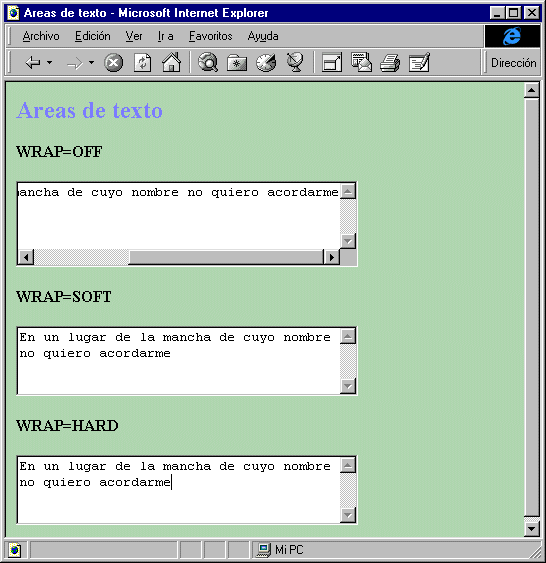 Areas de texto - Microsoft Internet Explorer
Archivo Edición Ver Ir a Favoritos Ayuda
Dirección
Areas de texto
WRAP=OFF
mancha de cuyo nombre no quiero acordarme
WRAP=SOFT
En un lugar de la mancha de cuyo nombre
no quiero acordarme
WRAP=HARD
En un lugar de la mancha de cuyo nombre
no quiero acordarme
Mi PC